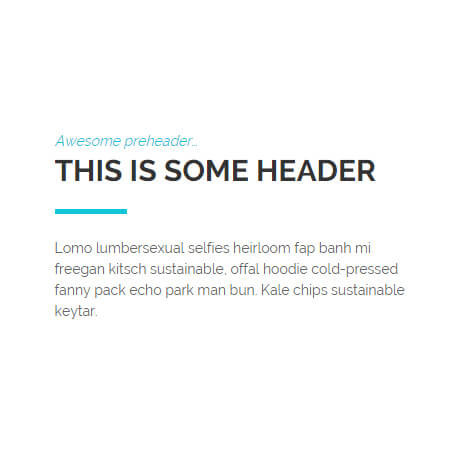 Awesome preheader...
THIS IS SOME HEADER
Lomo lumbersexual selfies heirloom fap banh mi
freegan kitsch sustainable, offal hoodie cold-pressed
fanny pack echo park man bun. Kale chips sustainable
keytar.